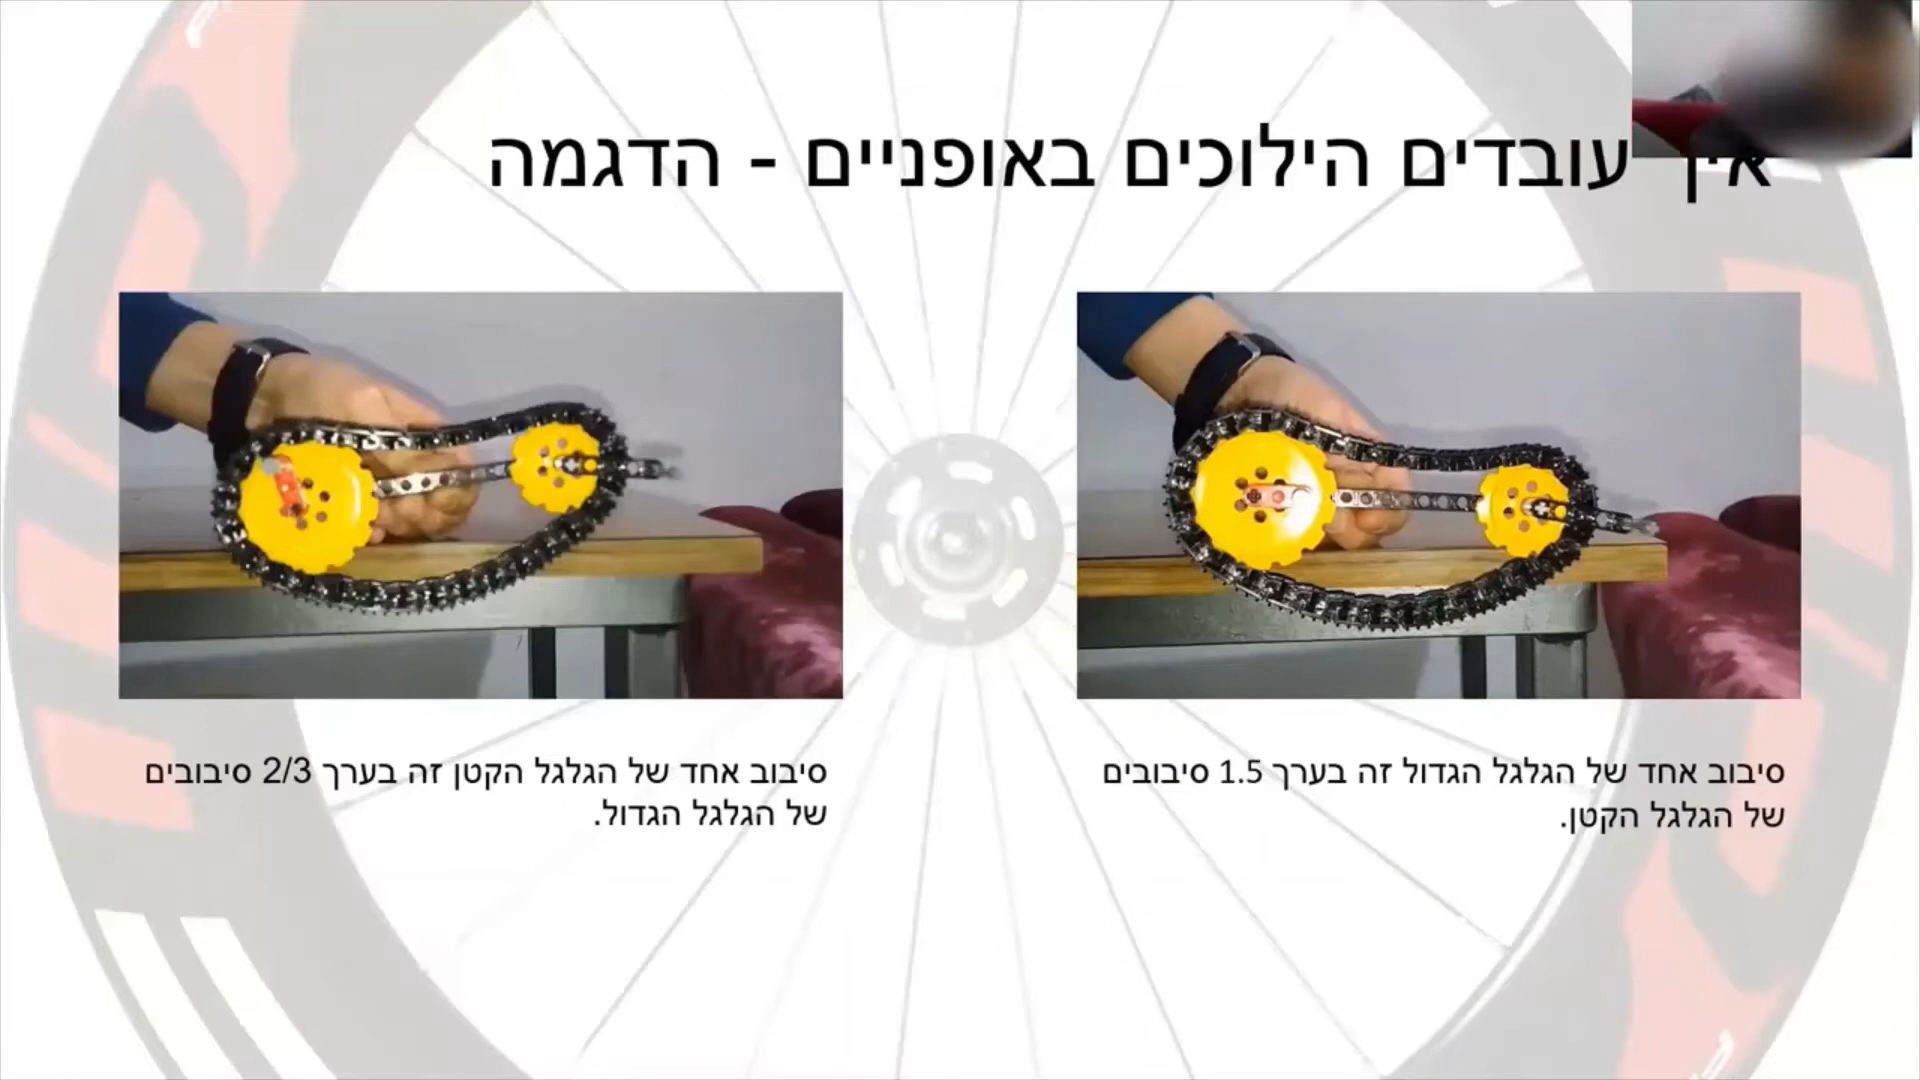 איך עובדים הילוכים באופניים - הדגמה
סיבוב אחד של הגלגל הגדול זה בערך 1.5 סיבובים
של הגלגל הקטן.
סיבוב אחד של הגלגל הקטן זה בערך 2/3 סיבובים
של הגלגל הגדול.